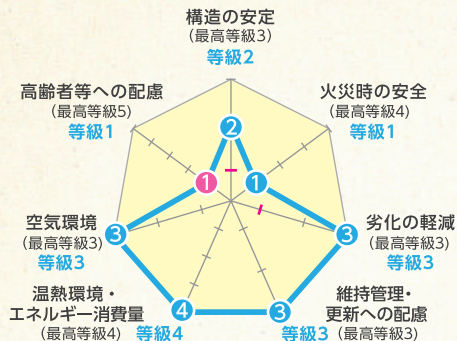 構造の安定
（最高等級3）
等級2
高齢者等への配慮
（最高等級5）
等級1
火災時の安全
（最高等級4）
等級1
2
1
1
空気環境
（最高等級3）
等級3
3
3
劣化の軽減
（最高等級3）
等級3
温熱環境・
エネルギー消費量
（最高等級4）
等級4
4
3
維持管理・
更新への配慮
等級3
（最高等級3）